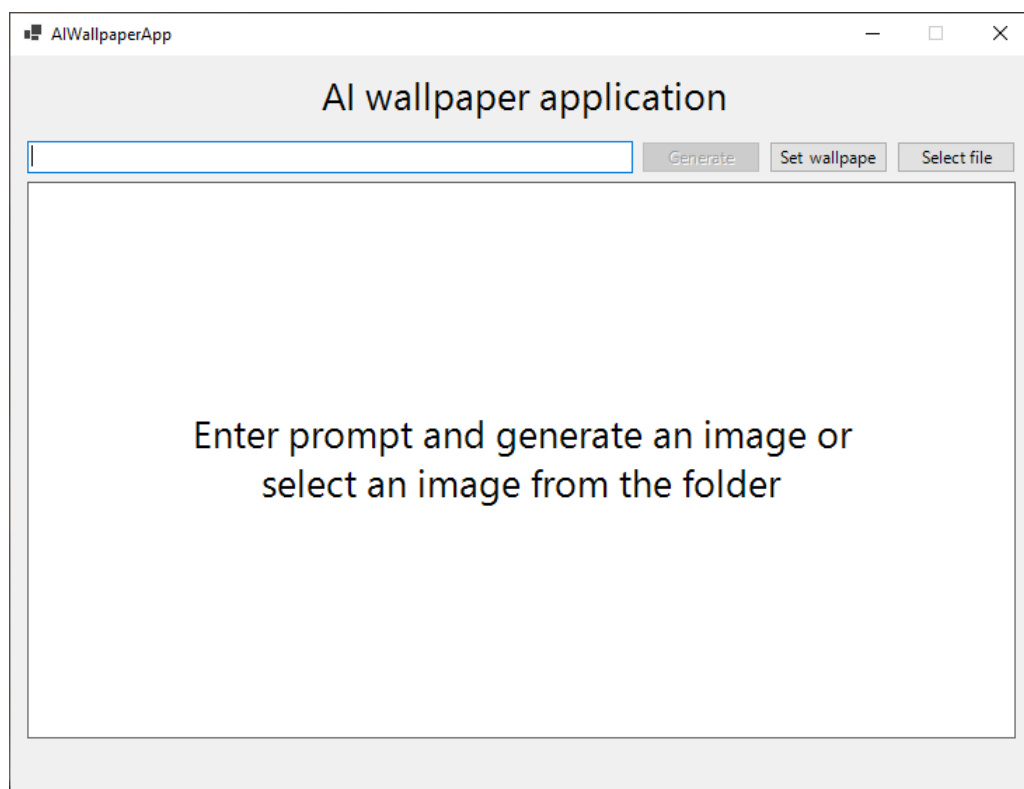 AIWallpaperApp
AI wallpaper application
Generate
Set wallpape
Select file
Enter prompt and generate an image or
select an image from the folder